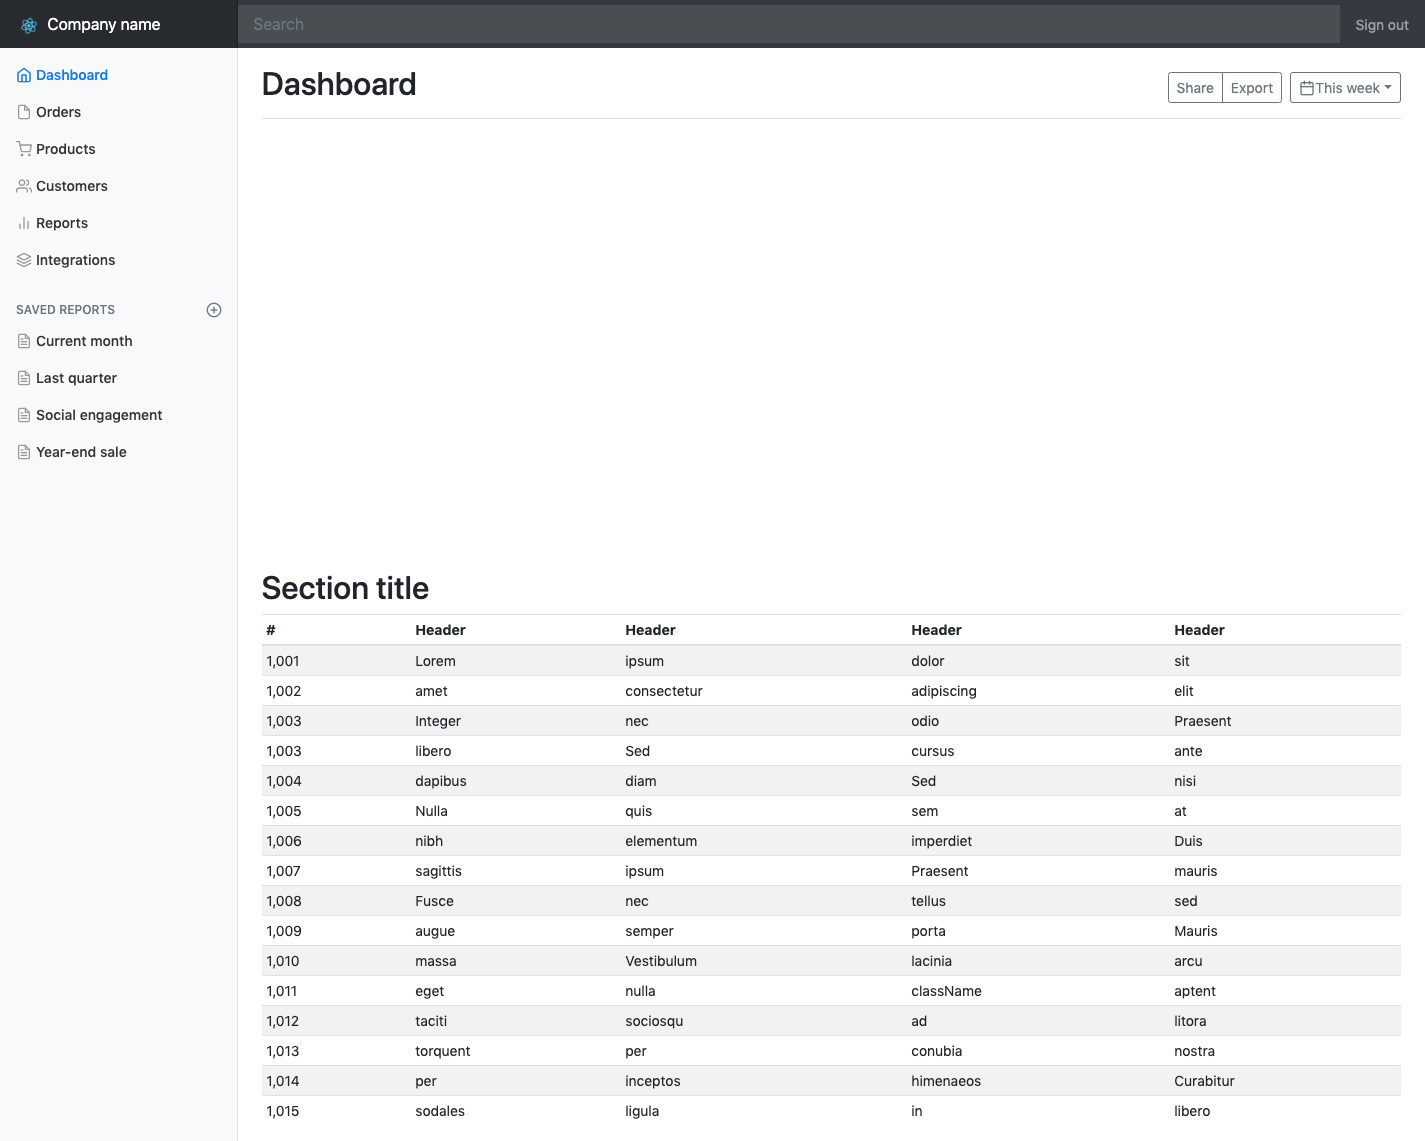 Company name
Search
Sign out
Dashboard
Orders
Products
Customers
Reports
Integrations
SAVED REPORTS
Current month
Last quarter
Social engagement
Year-end sale
Dashboard
Share Export This week
Section title
# Header Header Header Header
1,001 Lorem ipsum dolor sit
1,002 amet consectetur adipiscing elit
1,003 Integer nec odio Praesent
1,003 libero Sed cursus ante
1,004 dapibus diam Sed nisi
1,005 Nulla quis sem at
1,006 nibh elementum imperdiet Duis
1,007 sagittis ipsum Praesent mauris
1,008 Fusce nec tellus sed
1,009 augue semper porta Mauris
1,010 massa Vestibulum lacinia arcu
1,011 eget nulla className aptent
1,012 taciti sociosqu ad litora
1,013 torquent per conubia nostra
1,014 per inceptos himenaeos Curabitur
1,015 sodales ligula in libero